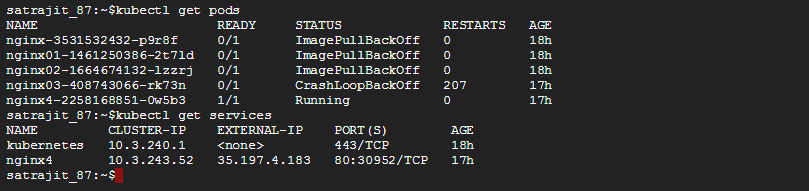 satrajit_87:~$kubectl get pods
NAME READY STATUS RESTARTS AGE
nginx-3531532432-p9r8f 0/1 ImagePullBackOff 0 18h
nginx01-1461250386-2t7ld 0/1 ImagePullBackOff 0 18h
nginx02-1664674132-lzzrj 0/1 ImagePullBackOff 0 18h
nginx03-408743066-rk73n 0/1 CrashLoopBackOff 207 17h
nginx4-2258168851-0w5b3 1/1 Running 0 17h
satrajit_87:~$kubectl get services
NAME CLUSTER-IP EXTERNAL-IP PORT(S) AGE
kubernetes 10.3.240.1 <none> 443/TCP 18h
nginx4 10.3.243.52 35.197.4.183 80:30952/TCP 17h
satrajit_87:~$